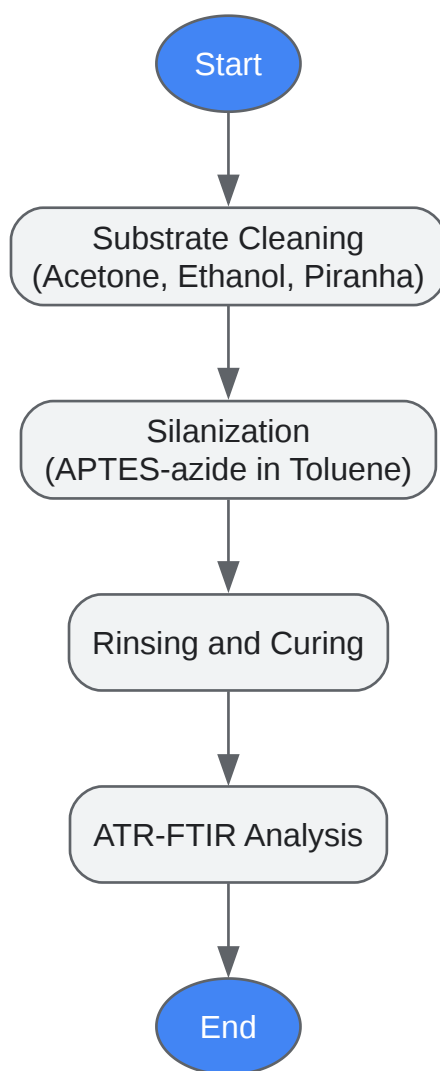 Start
Substrate Cleaning
(Acetone, Ethanol, Piranha)
Silanization
(APTES-azide in Toluene)
Rinsing and Curing
ATR-FTIR Analysis
End